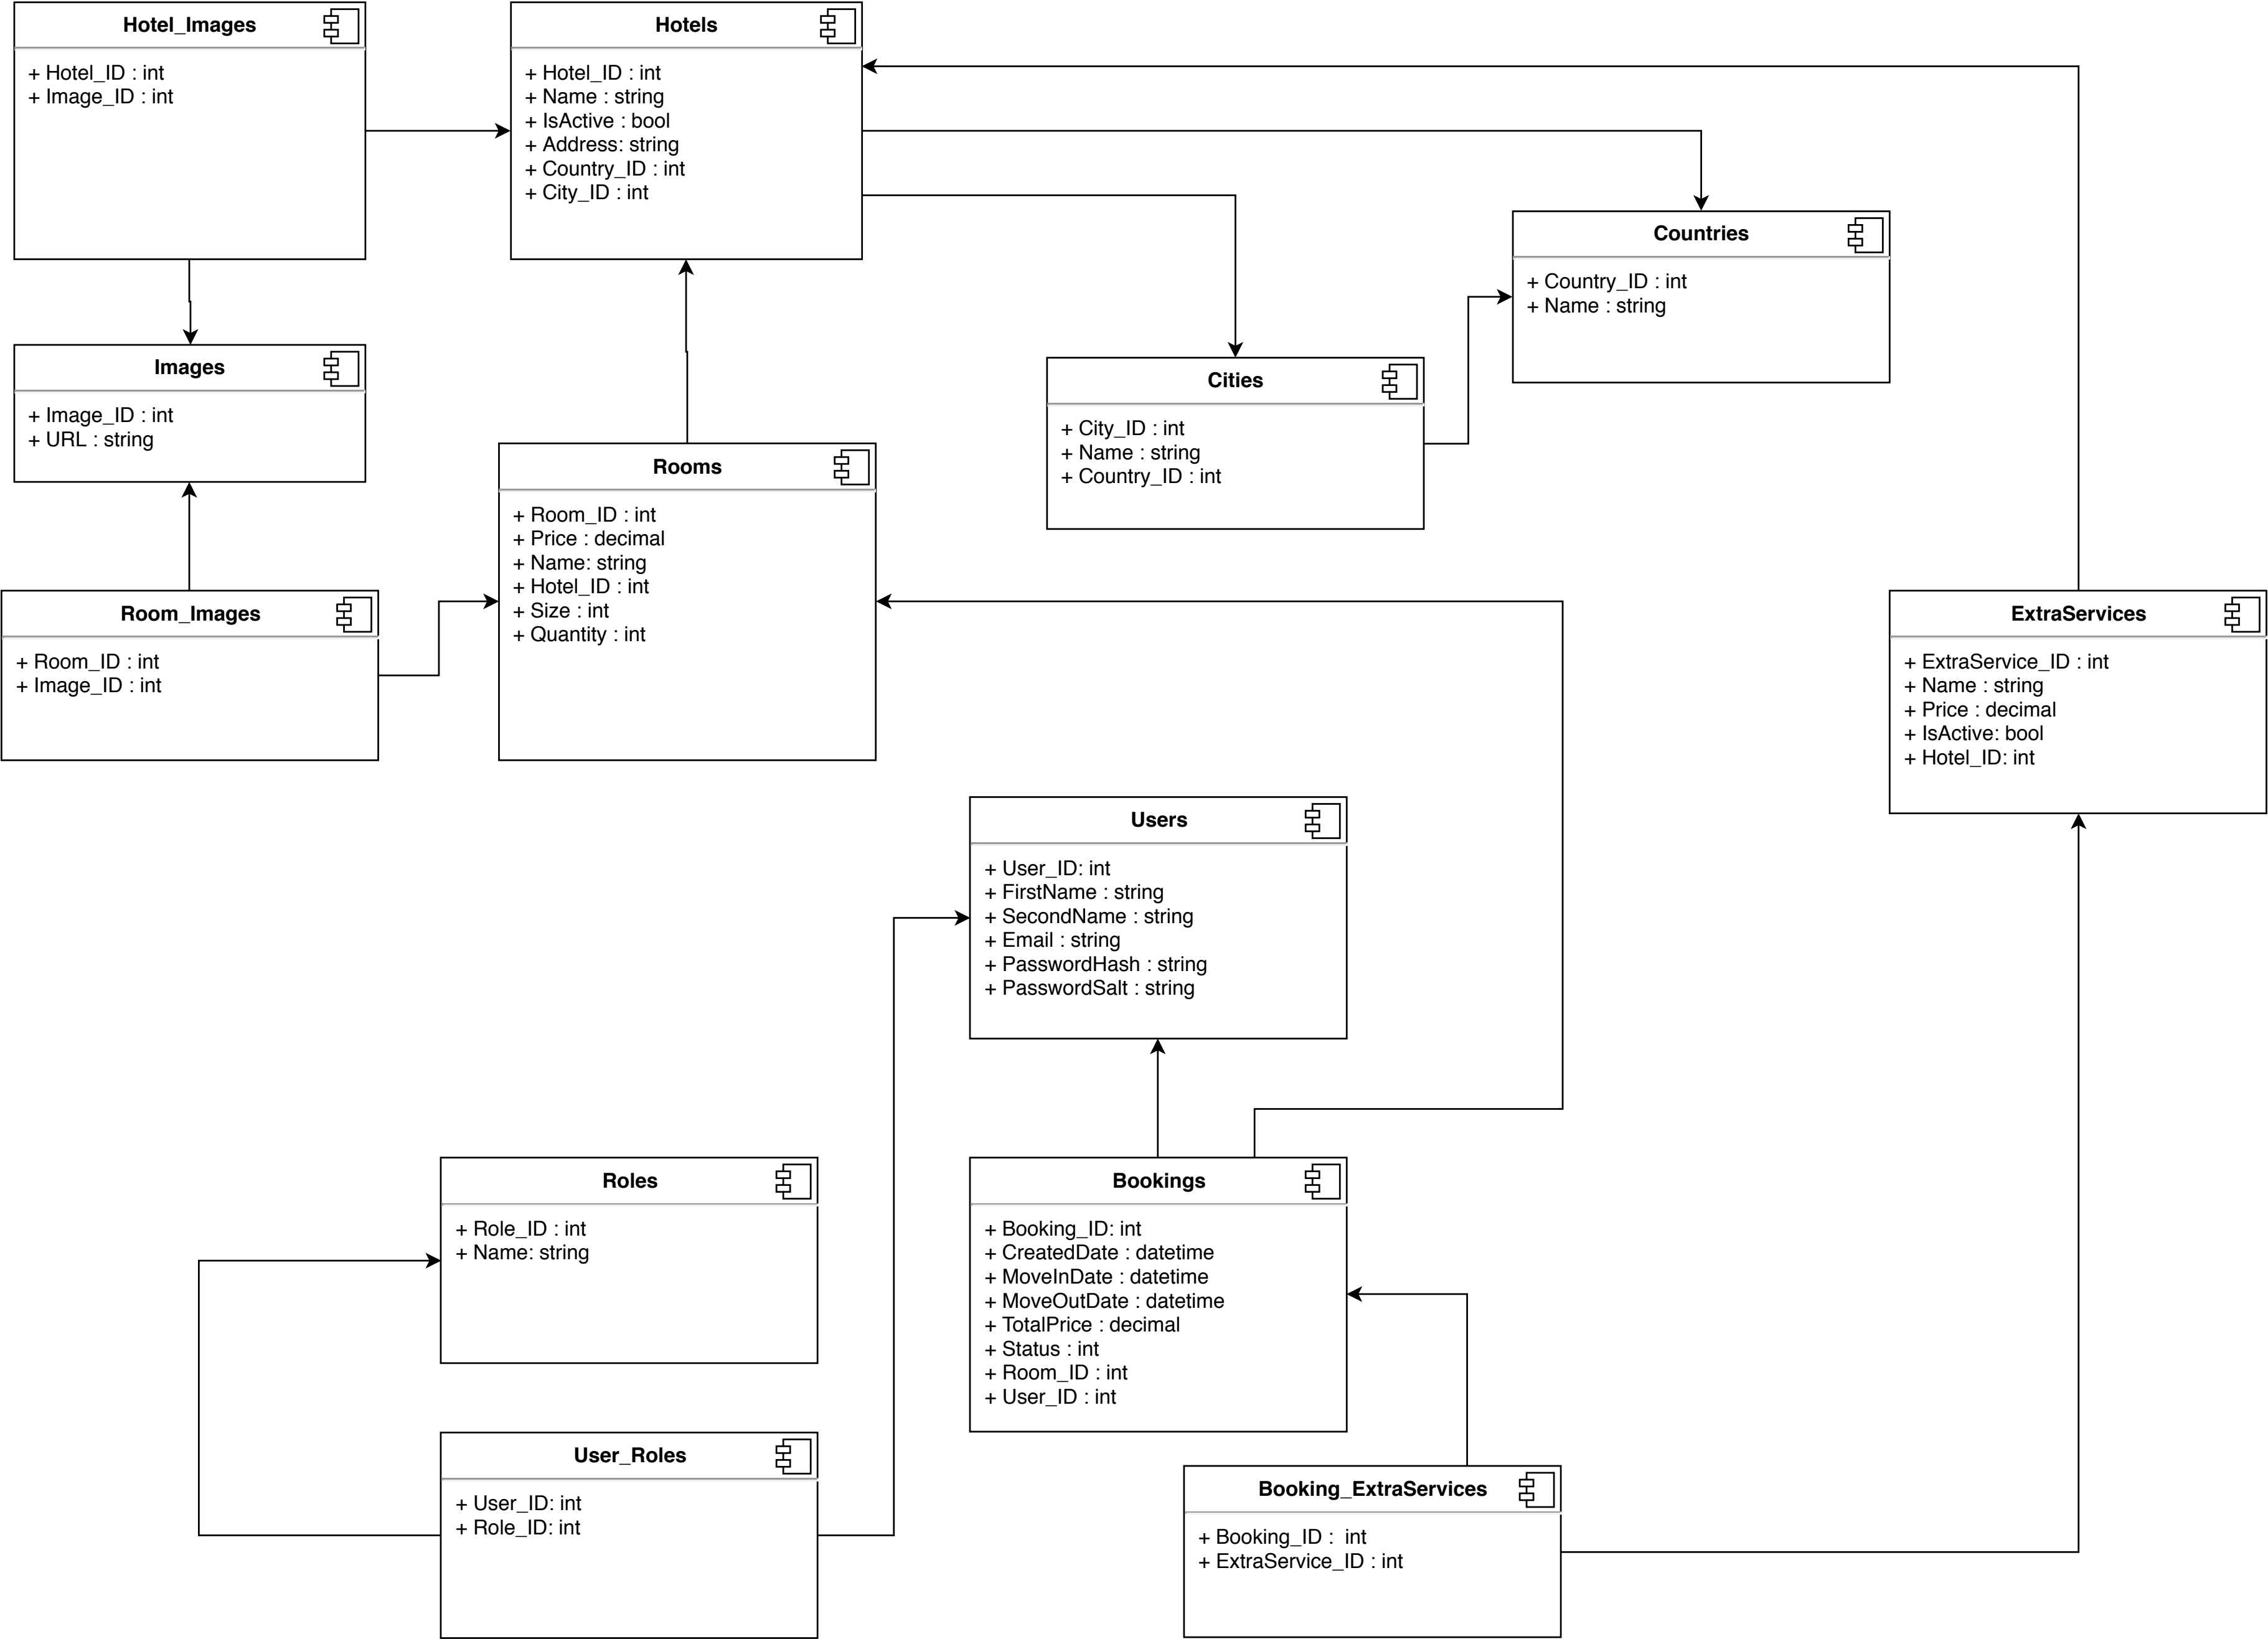 Hotel_Images
+ Hotel_ID : int
+ Image_ID : int
Hotels
+ Hotel_ID : int
+ Name : string
+ IsActive : bool
+ Address: string
+ Country_ID : int
+ City_ID : int
Countries
+ Country_ID : int
+ Name : string
Images
+ Image_ID : int
+ URL : string
Cities
+ City_ID : int
+ Name : string
+ Country_ID : int
Rooms
+ Room_ID : int
+ Price : decimal
+ Name: string
+ Hotel_ID : int
+ Size : int
+ Quantity : int
Room_Images
+ Room_ID : int
+ Image_ID : int
ExtraServices
+ ExtraService_ID : int
+ Name : string
+ Price : decimal
+ IsActive: bool
+ Hotel_ID: int
Users
+ User_ID: int
+ FirstName : string
+ SecondName : string
+ Email : string
+ PasswordHash : string
+ PasswordSalt : string
Roles
+ Role_ID : int
+ Name: string
Bookings
+ Booking_ID: int
+ CreatedDate : datetime
+ MoveInDate : datetime
+ MoveOutDate : datetime
+ TotalPrice : decimal
+ Status : int
+ Room_ID : int
+ User_ID : int
User_Roles
+ User_ID: int
+ Role_ID: int
Booking_ExtraServices
+ Booking_ID :  int
+ ExtraService_ID : int